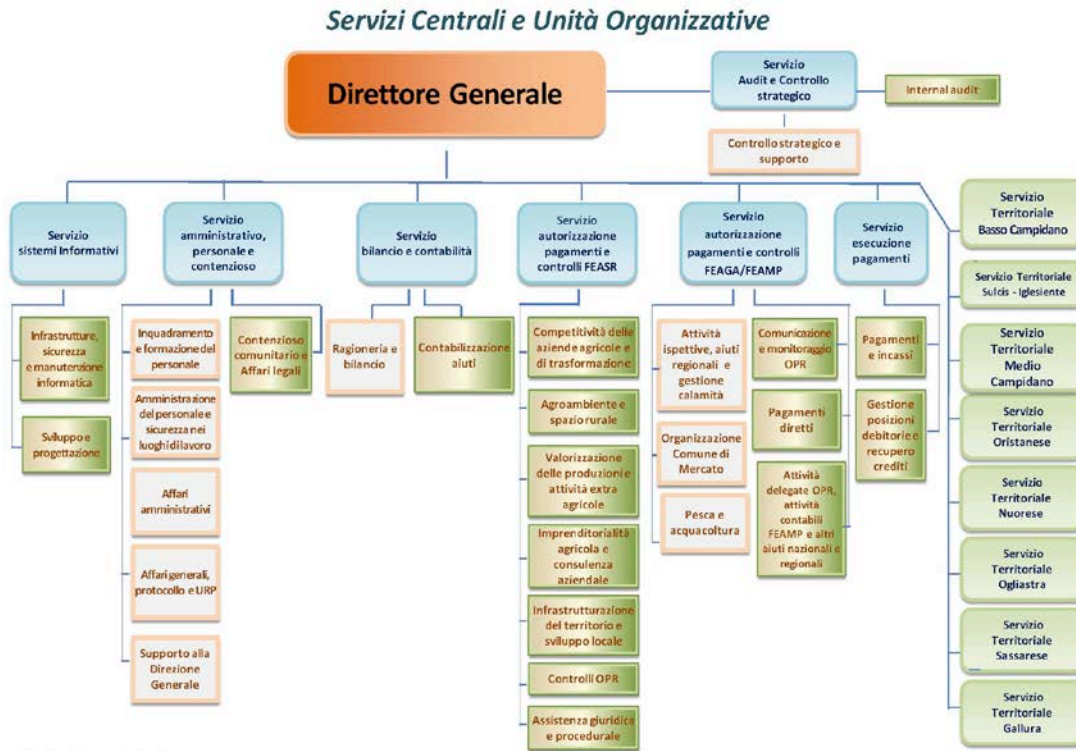 Servizi Centrali e Unità Organizzative
Direttore Generale
Servizio
Audit e Controllo
strategico
Internal audit
Controllo strategico e
supporto
Servizio
sistemi Informativi
Servizio
amministrativo,
personale e
contenzioso
Servizio
bilancio e contabilità
Servizio
autorizzazione
pagamenti e
controlli FEASR
Servizio
autorizzazione
pagamenti e controlli
FEAGA/FEAMP
Servizio
esecuzione
pagamenti
Infrastrutture,
sicurezza
e manutenzione
informatica
Sviluppo e
progettazione
Inquadramento
e formazione del
personale
Amministrazione
del personale e
sicurezza nei
luoghi di lavoro
Affari
amministrativi
Affari generali,
protocollo e URP
Supporto alla
Direzione
Generale
Contenzioso
comunitario e
Affari legali
Ragioneria e
bilancio
Contabilizzazione
aiuti
Competitività delle
aziende agricole e
di trasformazione
Agroambiente e
spazio rurale
Valorizzazione
delle produzioni e
attività extra
agricole
Imprenditorialità
agricola e
consulenza
aziendale
Infrastrutturazione
del territorio e
sviluppo locale
Controlli OPR
Assistenza giuridica
e procedurale
Attività
ispettive, aiuti
regionali e
gestione
calamità
Organizzazione
Comune di
Mercato
Pesca e
acquacoltura
Comunicazione
e monitoraggio
OPR
Pagamenti
diretti
Attività
delegate OPR,
attività
contabili
FEAMP e altri
aiuti nazionali e
regionali
Pagamenti
e incassi
Gestione
posizioni
debitorie e
recupero
crediti
Servizio
Territoriale
Basso Campidano
Servizio Territoriale
Sulcis - Iglesiente
Servizio
Territoriale
Medio
Campidano
Servizio
Territoriale
Oristanese
Servizio
Territoriale
Nuorese
Servizio
Territoriale
Ogliastra
Servizio
Territoriale
Sassarese
Servizio
Territoriale
Gallura